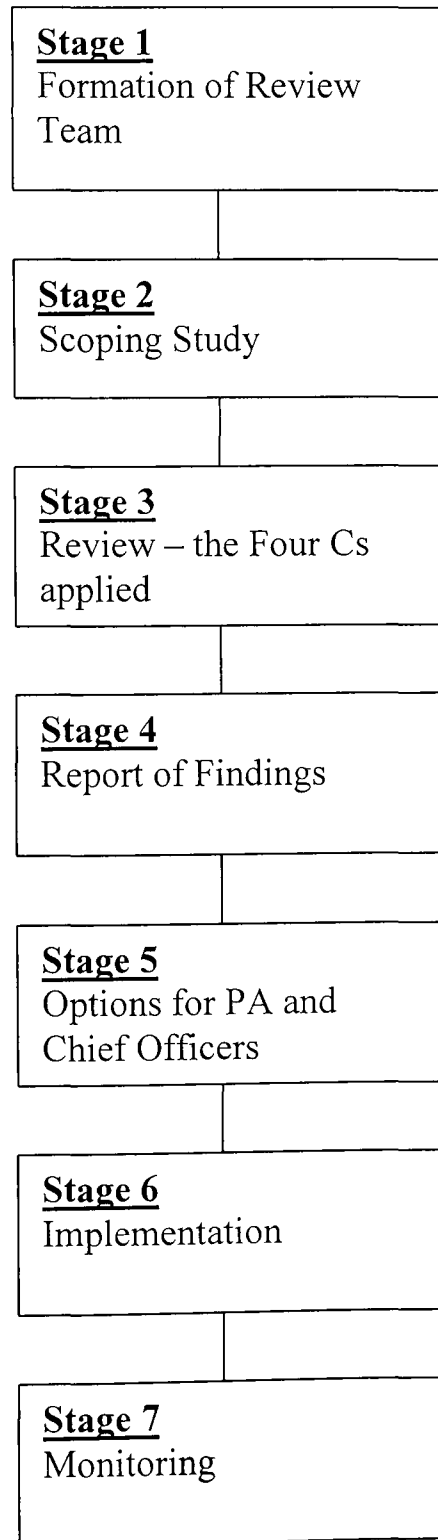 Stage 1
Formation of Review
Team
Stage 2
Scoping Study
Stage 3
Review – the Four Cs
applied
Stage 4
Report of Findings
Stage 5
Options for PA and
Chief Officers
Stage 6
Implementation
Stage 7
Monitoring